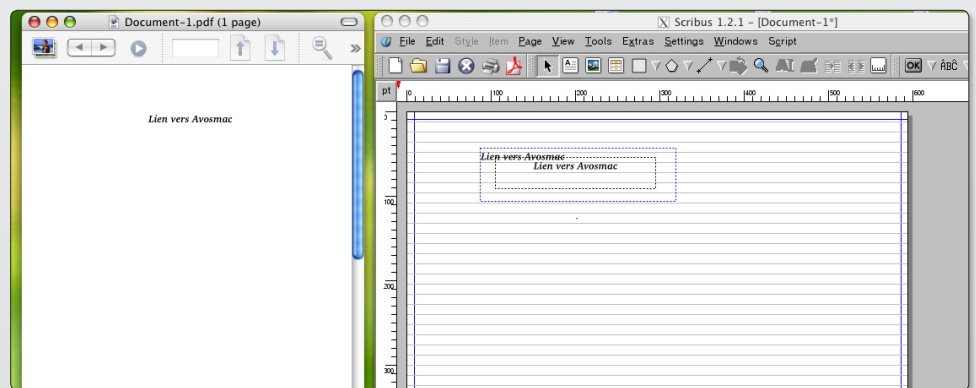 Document-1.pdf (1 page)
»
Lien vers Avosmac
Scribus 1.2.1 - [Document-1*]
File Edit Style Item Page View Tools Extras Settings Windows Script
OK ABC
pt
0 100 200 300 400 500 600
0
Lien vers Avosmac
Lien vers Avosmac
100
200
300